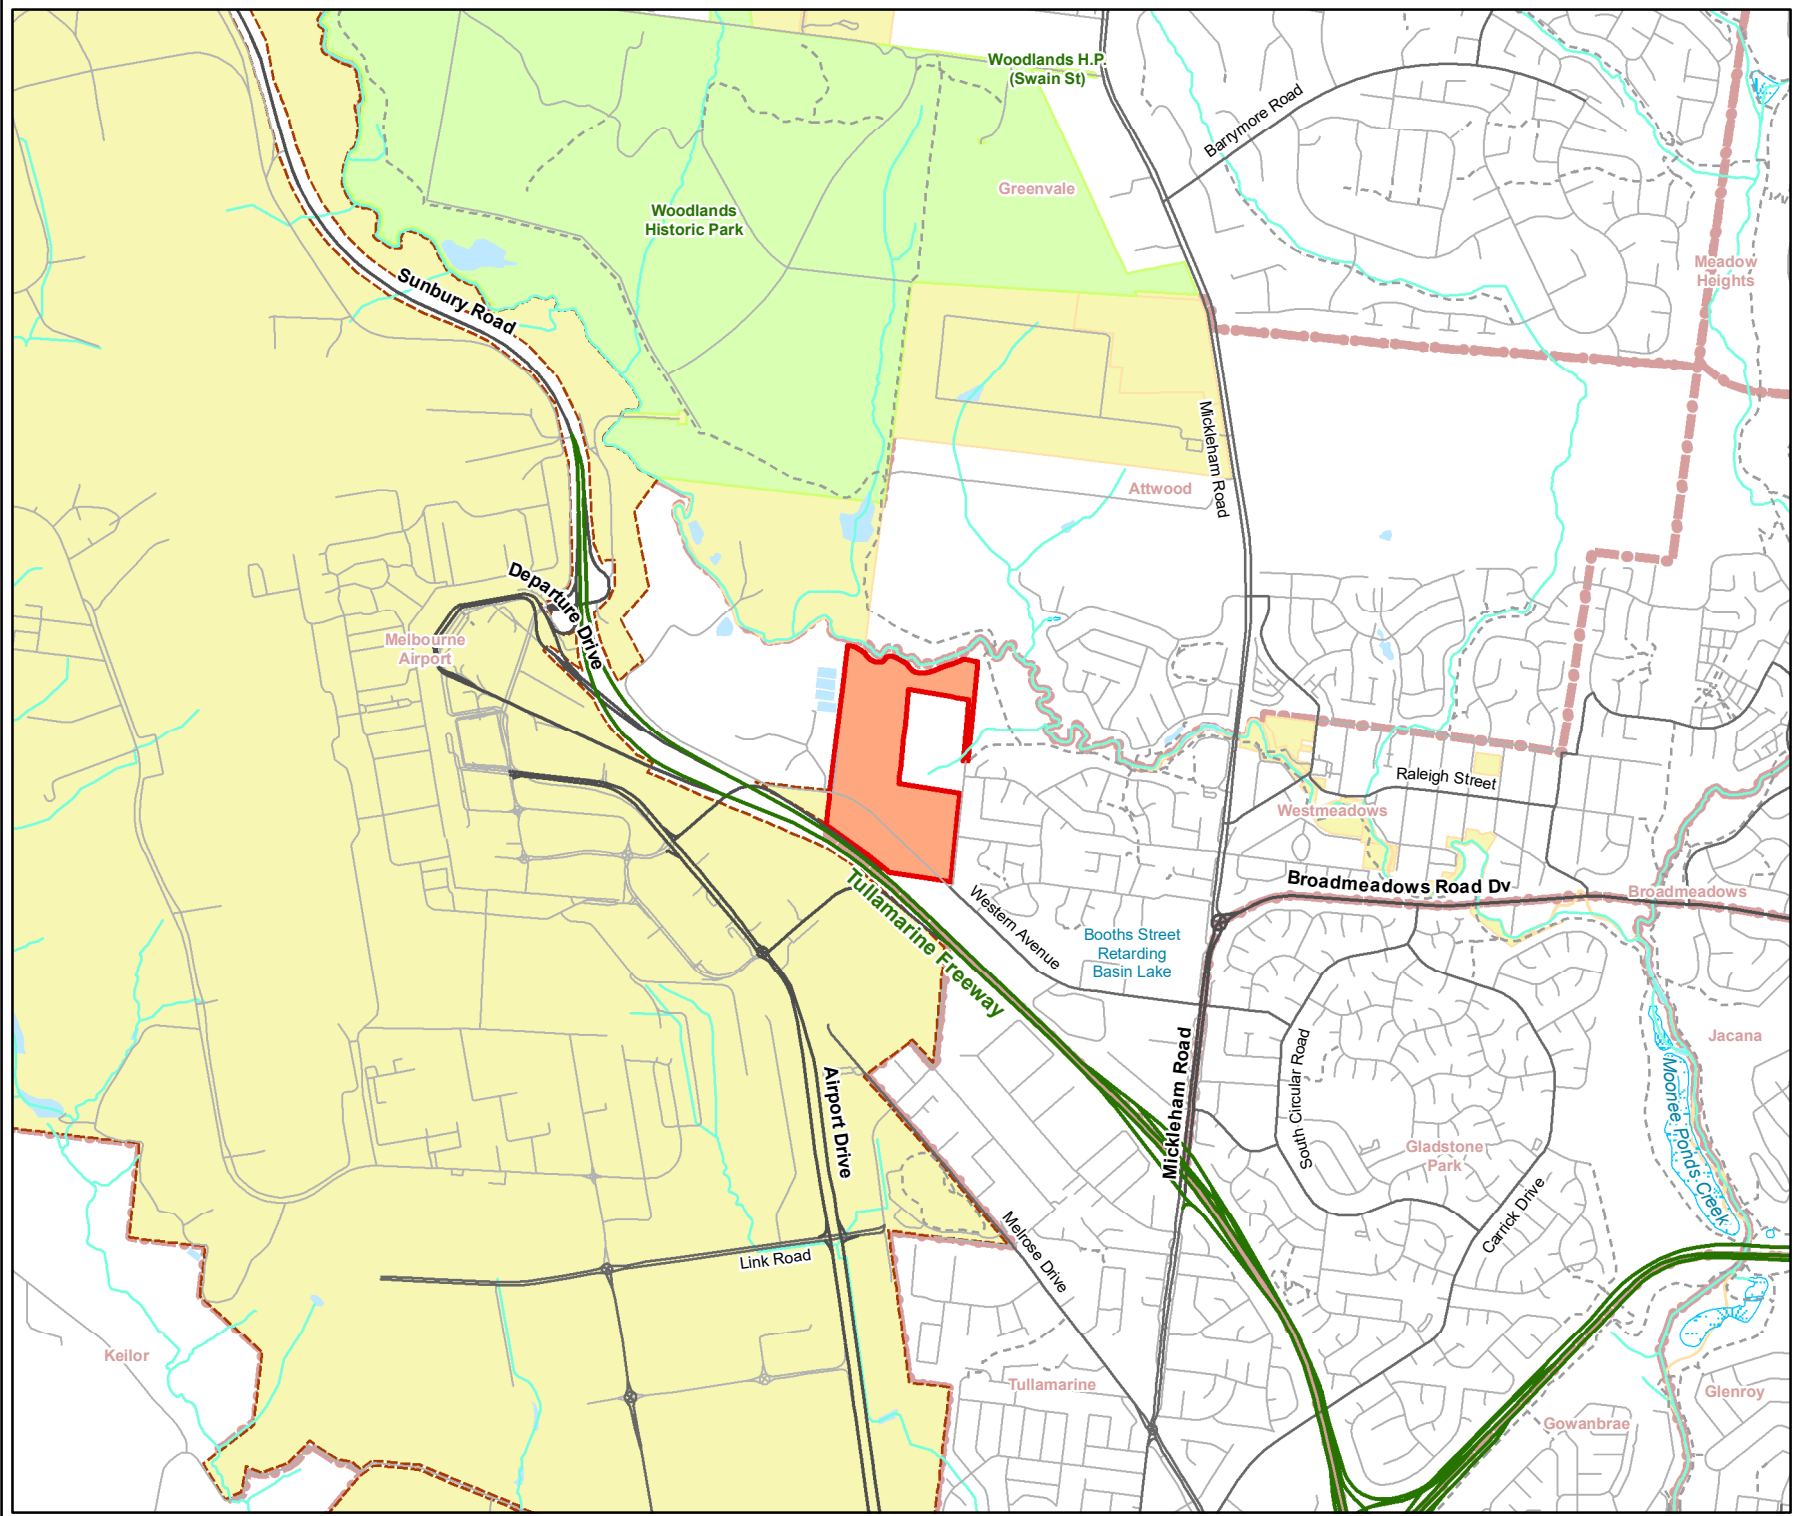 Woodlands H.P.
(Swain St)
Barrymore Road
Greenvale
Woodlands
Historic Park
Meadow
Heights
Sunbury Road
Mickleham Road
Attwood
Departure Drive
Melbourne
Airport
Raleigh Street
Westmeadows
Broadmeadows Road Dv
Broadmeadows
Tullamarine Freeway
Western Avenue
Booths Street
Retarding
Basin Lake
Jacana
Mickleham Road
South Circular Road
Moonee Ponds Creek
Airport Drive
Gladstone
Park
Carrick Drive
Melrose Drive
Link Road
Keilor
Tullamarine
Glenroy
Gowanbrae